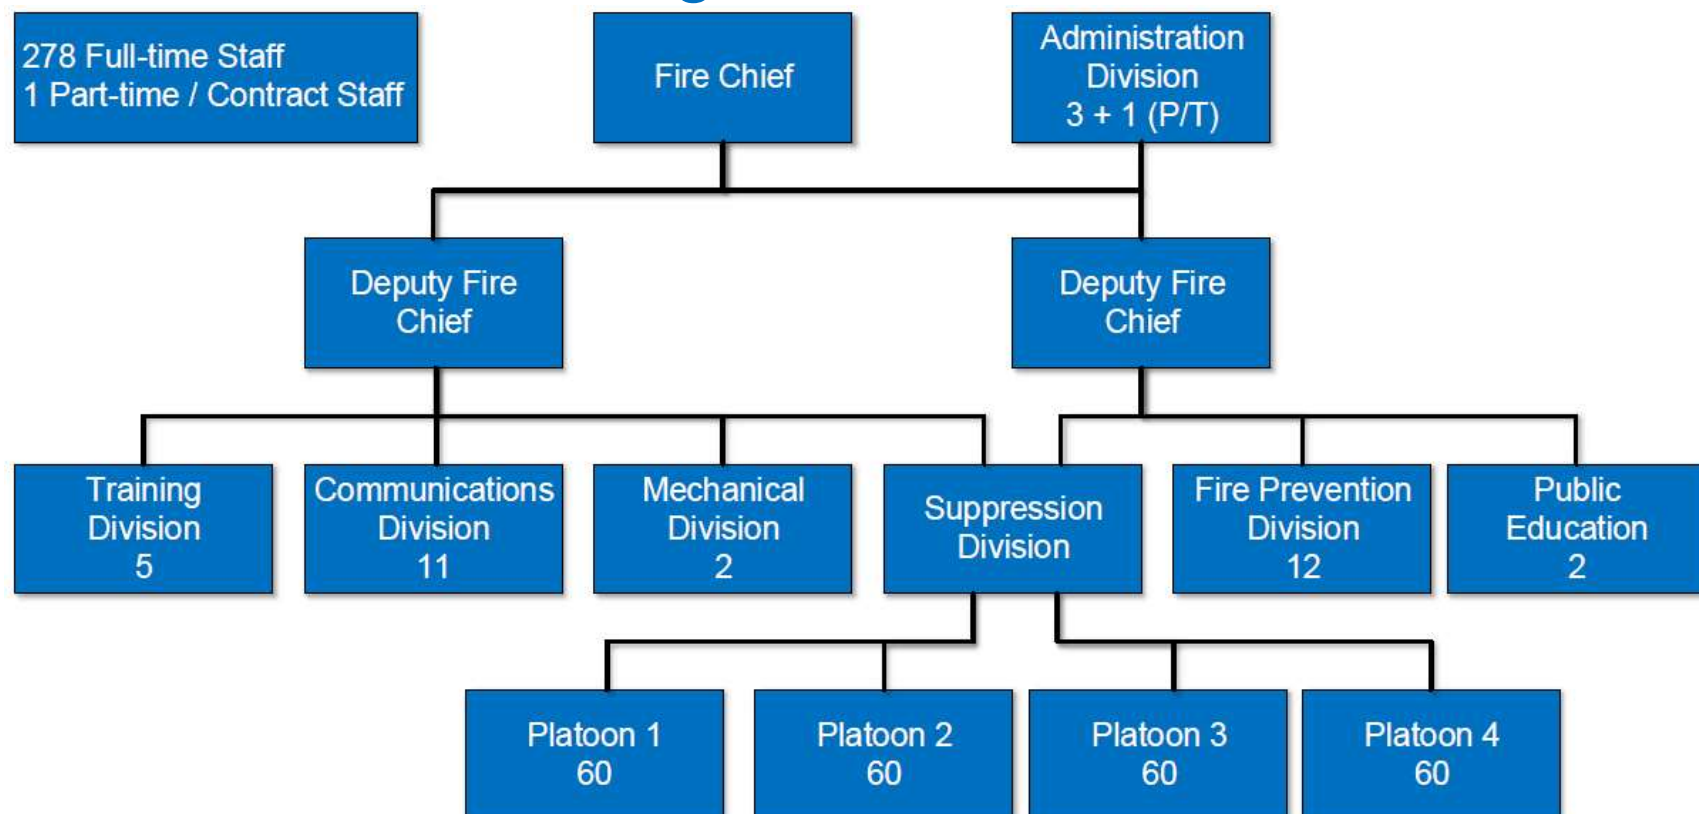 278 Full-time Staff
1 Part-time / Contract Staff
Fire Chief
Administration
Division
3 + 1 (P/T)
Deputy Fire
Chief
Deputy Fire
Chief
Training
Division
5
Communications
Division
11
Mechanical
Division
2
Suppression
Division
Fire Prevention
Division
12
Public
Education
2
Platoon 1
60
Platoon 2
60
Platoon 3
60
Platoon 4
60